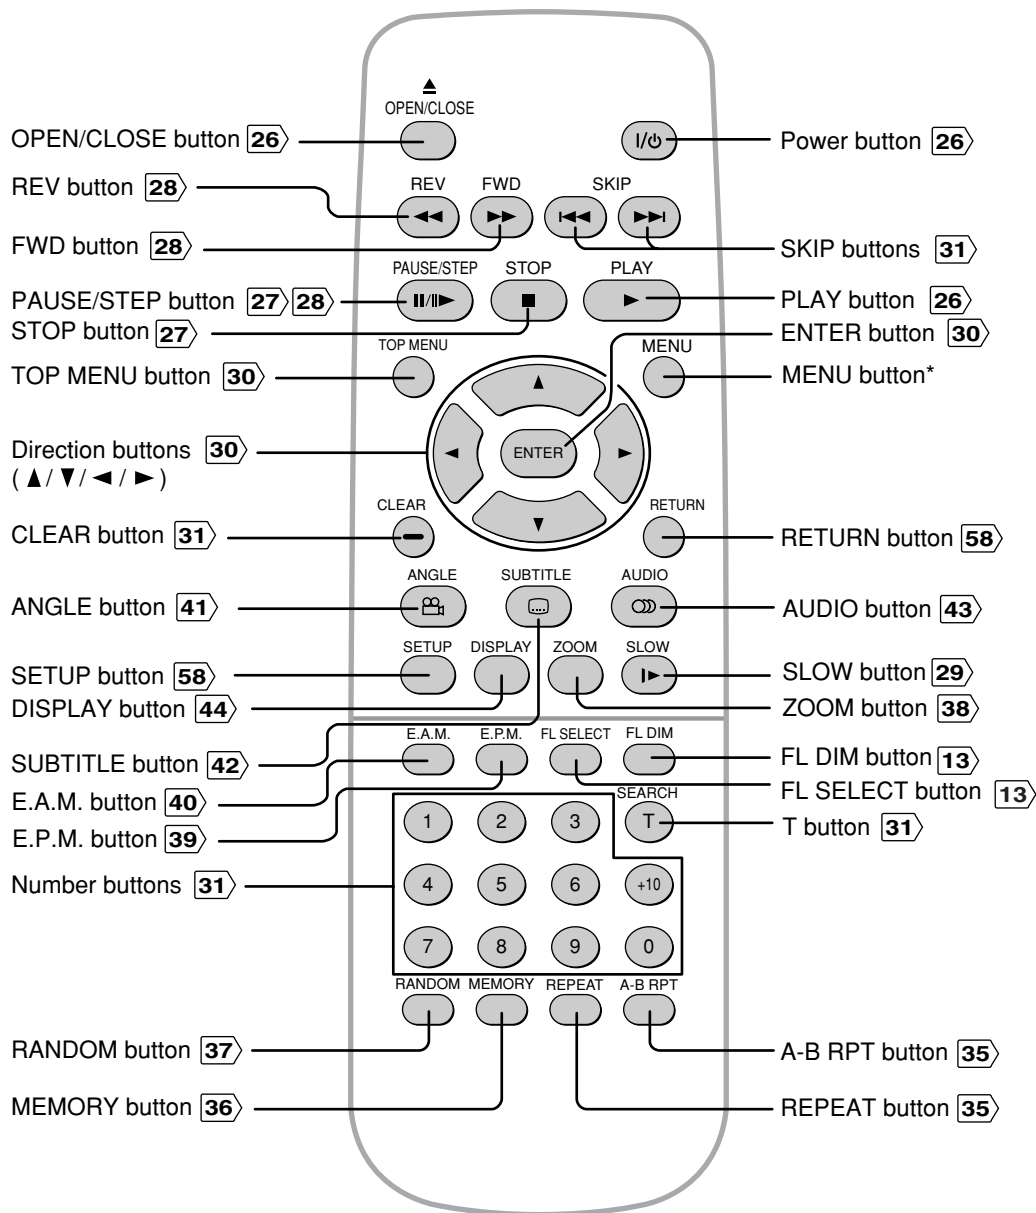 OPEN/CLOSE
OPEN/CLOSE button 26
I/
Power button 26
REV FWD SKIP
REV button 28
FWD button 28
SKIP buttons 31
PAUSE/STEP STOP PLAY
PAUSE/STEP button 27 28
PLAY button 26
STOP button 27
ENTER button 30
TOP MENU MENU
TOP MENU button 30
MENU button*
Direction buttons 30
(▲/▼/◄/►)
ENTER
CLEAR RETURN
CLEAR button 31
RETURN button 58
ANGLE SUBTITLE AUDIO
ANGLE button 41
AUDIO button 43
SETUP DISPLAY ZOOM SLOW
SETUP button 58
SLOW button 29
DISPLAY button 44
ZOOM button 38
E.A.M. E.P.M. FL SELECT FL DIM
SUBTITLE button 42
FL DIM button 13
E.A.M. button 40
FL SELECT button 13
SEARCH
1 2 3 T
E.P.M. button 39
T button 31
Number buttons 31
4 5 6 +10
7 8 9 0
RANDOM MEMORY REPEAT A-B RPT
RANDOM button 37
A-B RPT button 35
MEMORY button 36
REPEAT button 35